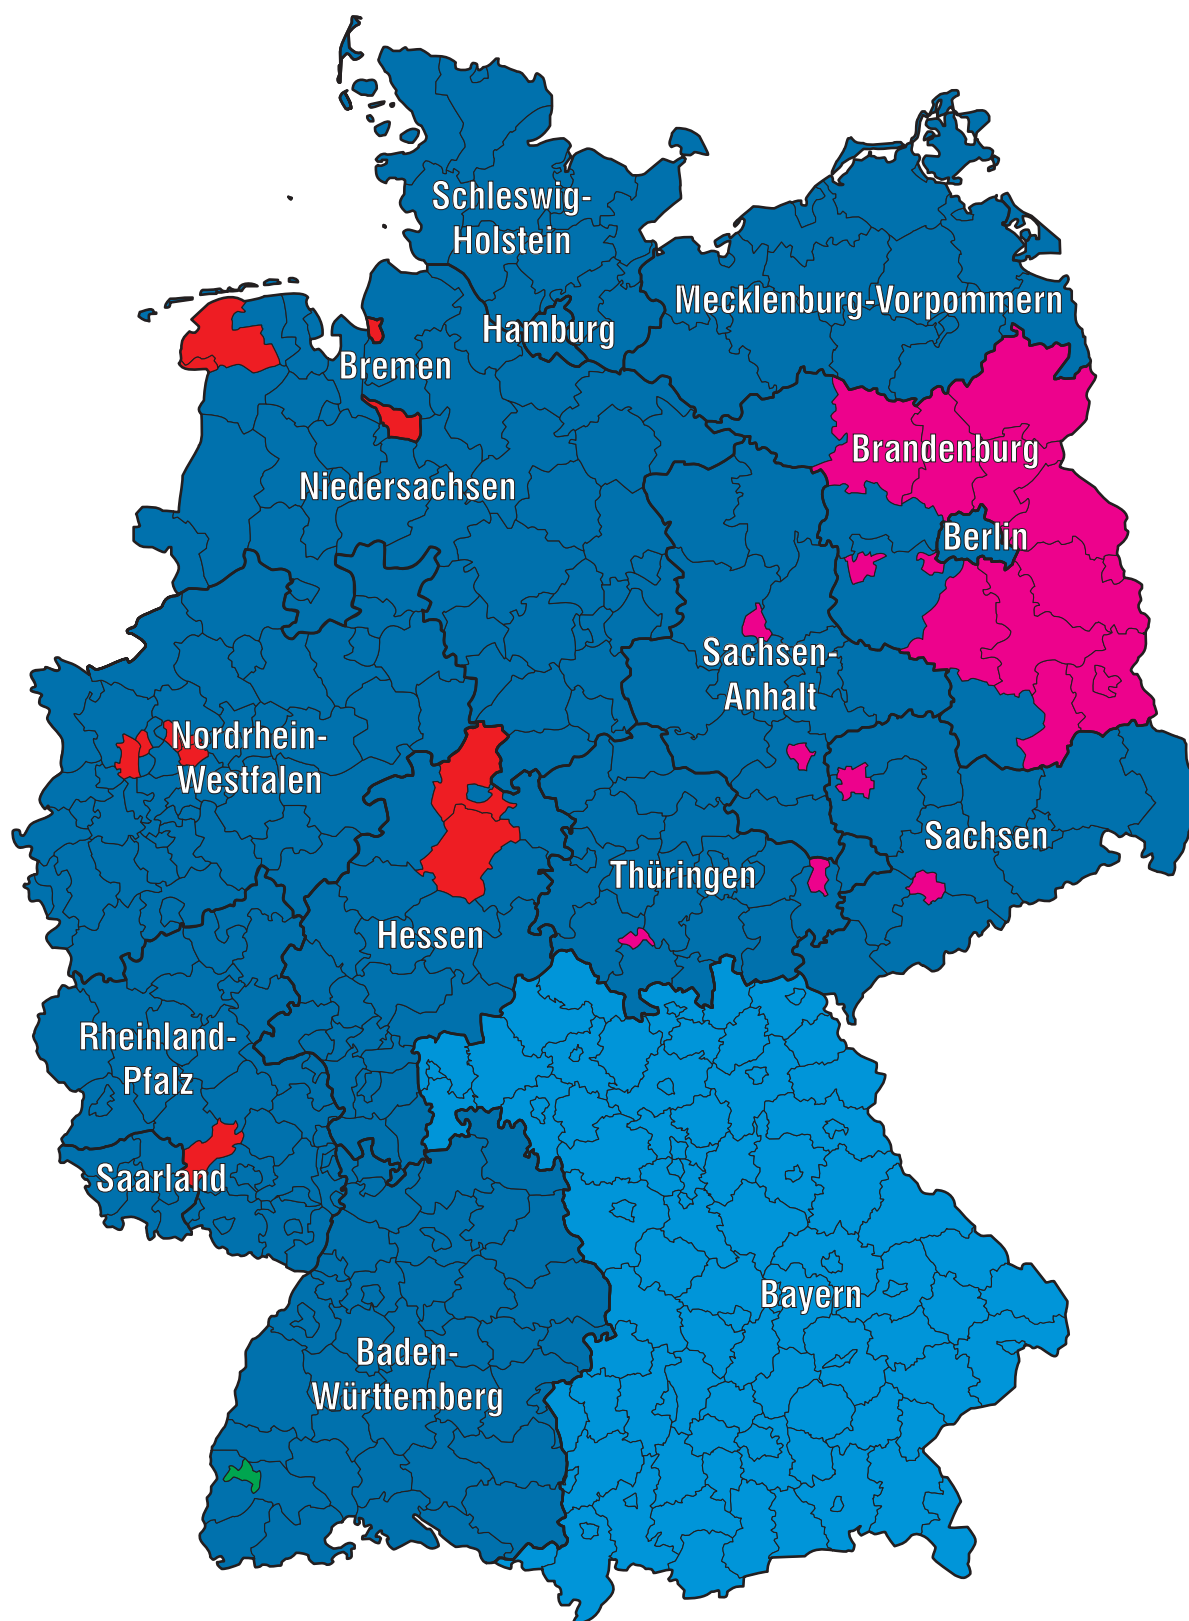 Schleswig-
Holstein
Mecklenburg-Vorpommern
Hamburg
Bremen
Brandenburg
Niedersachsen
Berlin
Sachsen-
Anhalt
Nordrhein-
Westfalen
Sachsen
Thüringen
Hessen
Rheinland-
Pfalz
Saarland
Bayern
Baden-
Württemberg